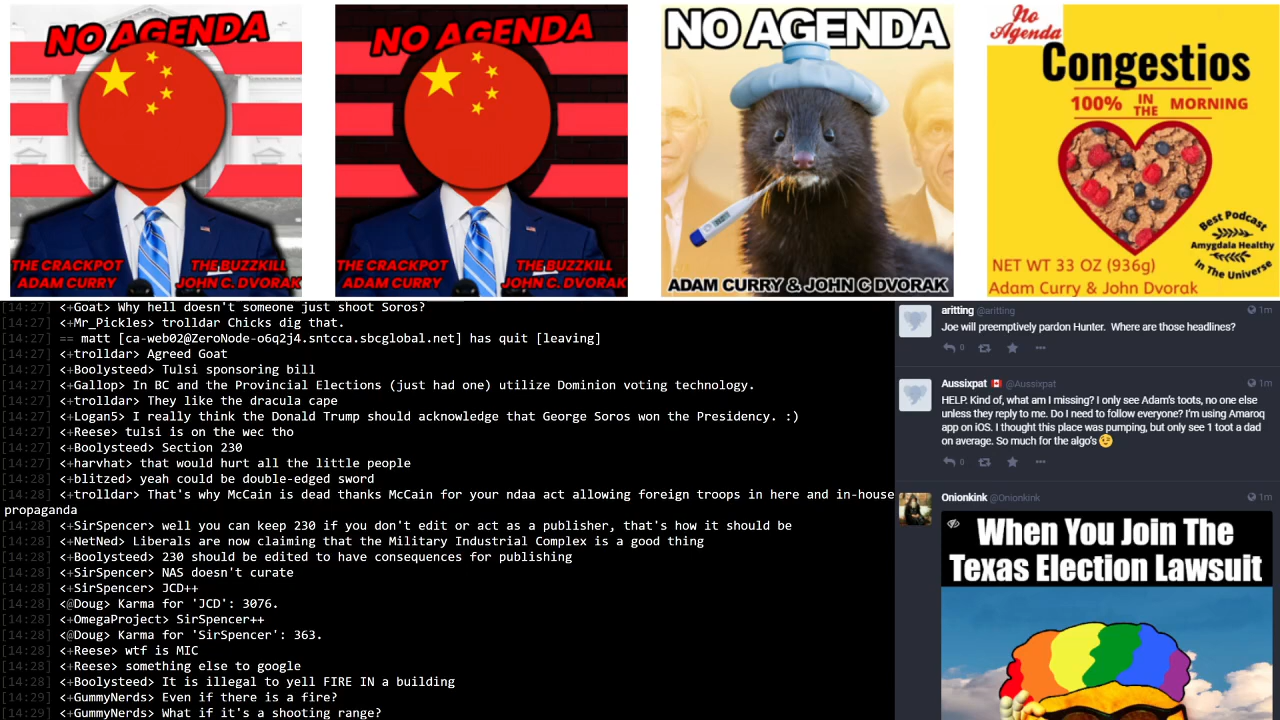 NO AGENDA
THE CRACKPOT
ADAM CURRY
THE BUZZKILL
JOHN C. DVORAK
NO AGENDA
THE CRACKPOT
ADAM CURRY
THE BUZZKILL
JOHN C. DVORAK
NO AGENDA
ADAM CURRY & JOHN C DVORAK
No
Agenda
Congestios
100% IN THE MORNING
Best Podcast
Amygdala Healthy
In The Universe
NET WT 33 OZ (936g)
Adam Curry & John Dvorak
[14:27] <+Goat> Why hell doesn't someone just shoot Soros?
[14:27] <+Mr_Pickles> trolldar Chicks dig that.
[14:28] == matt [ca-web02@ZeroNode-o6q2j4.sntcca.sbcglobal.net] has quit [leaving]
[14:27] <+trolldar> Agreed Goat
[14:27] <+Boolysteed> Tulsi sponsoring bill
[14:27] <+Gallop> In BC and the Provincial Elections (just had one) utilize Dominion voting technology.
[14:27] <+trolldar> They like the dracula cape
[14:27] <+Logan5> I really think the Donald Trump should acknowledge that George Soros won the Presidency. :)
[14:27] <+Reese> tulsi is on the wec tho
[14:27] <+Boolysteed> Section 230
[14:27] <+harvhat> that would hurt all the little people
[14:28] <+blitzed> yeah could be double-edged sword
[14:28] <+trolldar> That's why McCain is dead thanks McCain for your ndaa act allowing foreign troops in here and in-house
propaganda
[14:28] <+SirSpencer> well you can keep 230 if you don't edit or act as a publisher, that's how it should be
[14:28] <+NetNed> Liberals are now claiming that the Military Industrial Complex is a good thing
[14:28] <+Boolysteed> 230 should be edited to have consequences for publishing
[14:28] <+SirSpencer> NAS doesn't curate
[14:28] <+SirSpencer> JCD++
[14:28] <@Doug> Karma for 'JCD': 3076.
[14:28] <+OmegaProject> SirSpencer++
[14:28] <@Doug> Karma for 'SirSpencer': 363.
[14:28] <+Reese> wtf is MIC
[14:28] <+Reese> something else to google
[14:28] <+Boolysteed> It is illegal to yell FIRE IN a building
[14:29] <+GummyNerds> Even if there is a fire?
[14:29] <+GummyNerds> What if it's a shooting range?
aritting @aritting 1m
Joe will preemptively pardon Hunter. Where are those headlines?
0
Aussixpat 🇨🇦 @Aussixpat 1m
HELP. Kind of, what am I missing? I only see Adam's toots, no one else
unless they reply to me. Do I need to follow everyone? I'm using Amaroq
app on iOS. I thought this place was pumping, but only see 1 toot a dad
on average. So much for the algo's 😉
0
Onionkink @Onionkink 1m
When You Join The
Texas Election Lawsuit